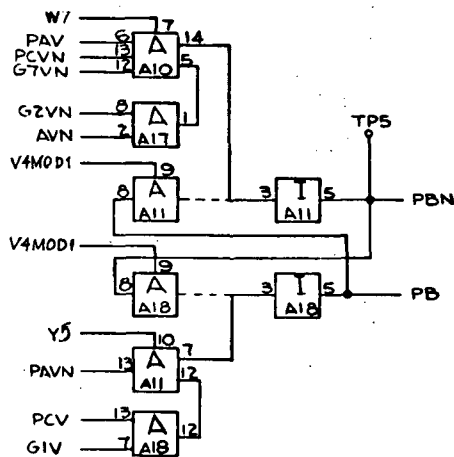 W7
7
PAV 6
PCVN 13
G7VN 12
A
A10
14
5
G2VN 8
AVN 2
A
A17
1
TP5
V4MOD1
9
8
A
A11
3
I
A11
5
PBN
V4MOD1
9
8
A
A18
3
I
A18
5
PB
Y5
10
PAVN 13
A
A11
7
12
PCV 13
G1V 7
A
A18
12